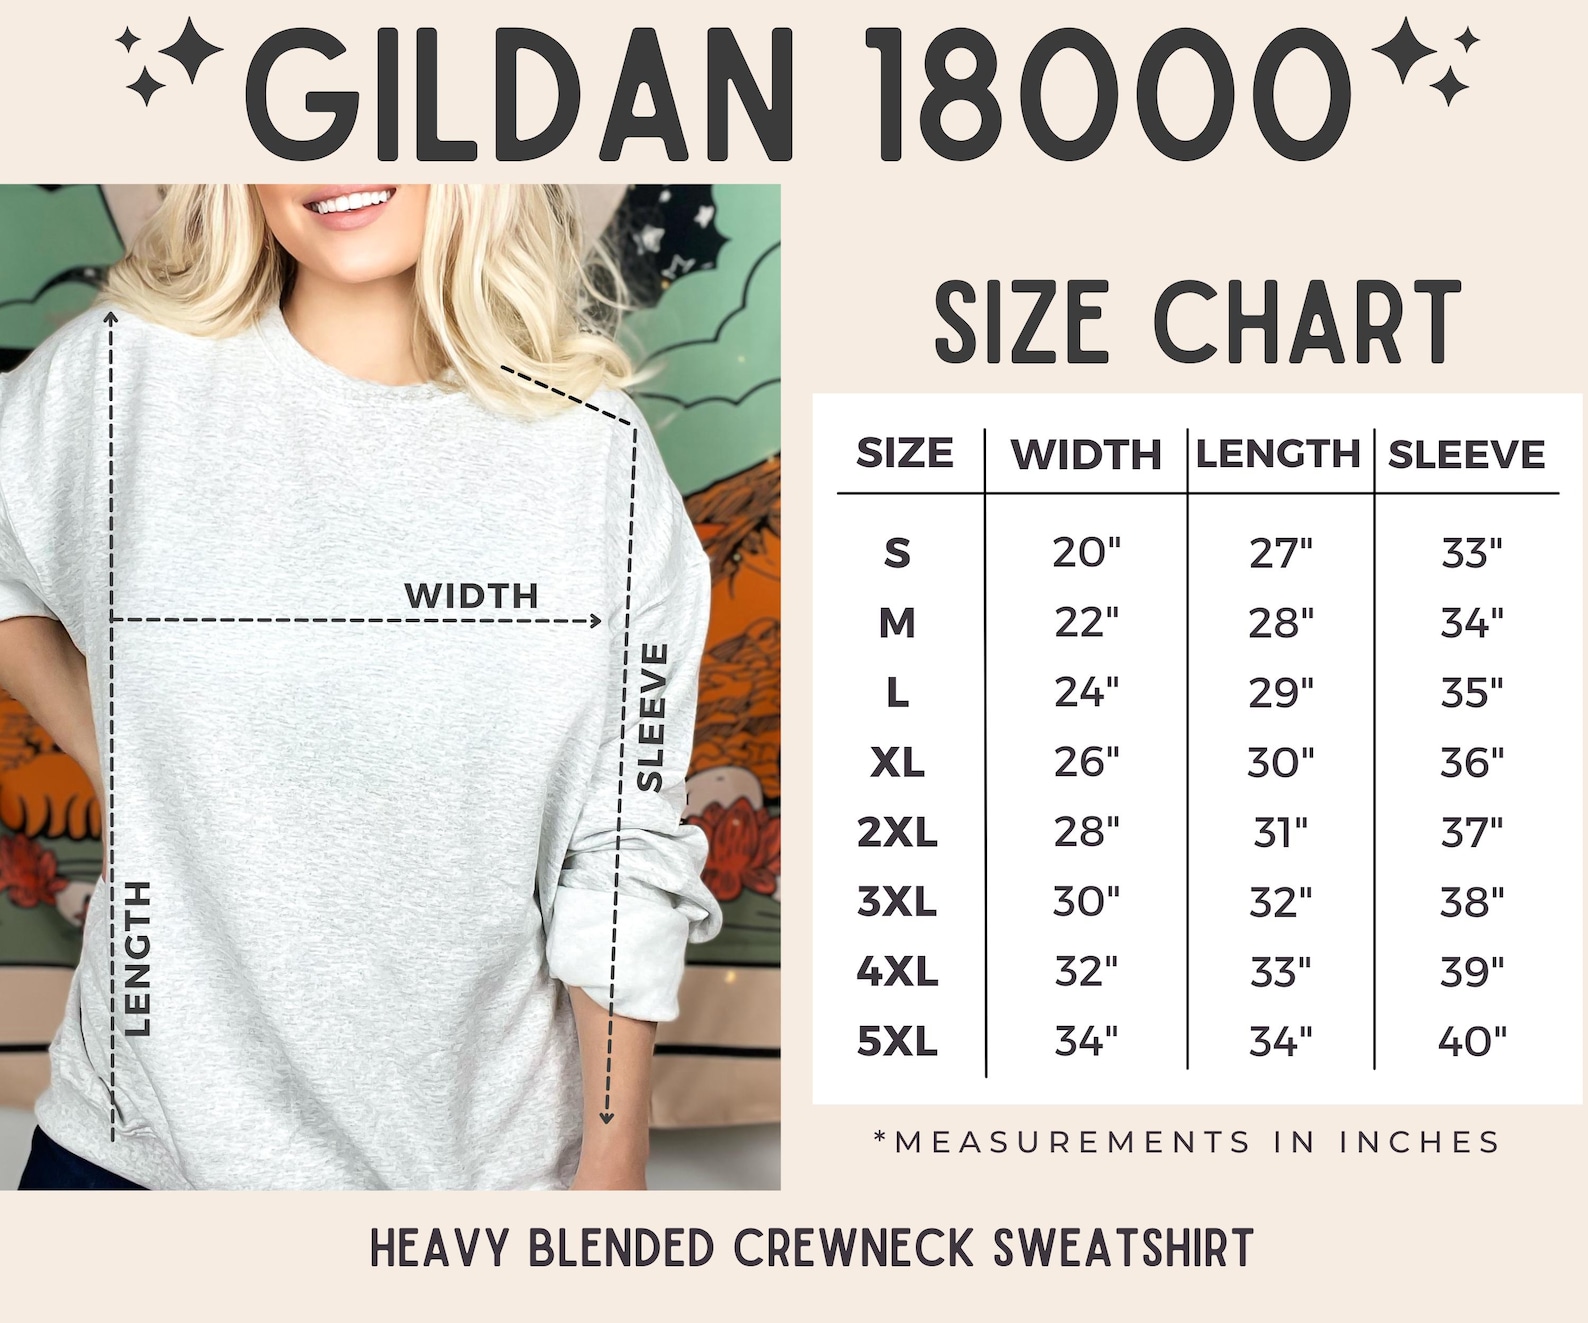 GILDAN 18000
SIZE CHART
SIZE WIDTH LENGTH SLEEVE
S 20" 27" 33"
M 22" 28" 34"
L 24" 29" 35"
XL 26" 30" 36"
2XL 28" 31" 37"
3XL 30" 32" 38"
4XL 32" 33" 39"
5XL 34" 34" 40"
*MEASUREMENTS IN INCHES
WIDTH
SLEEVE
LENGTH
HEAVY BLENDED CREWNECK SWEATSHIRT